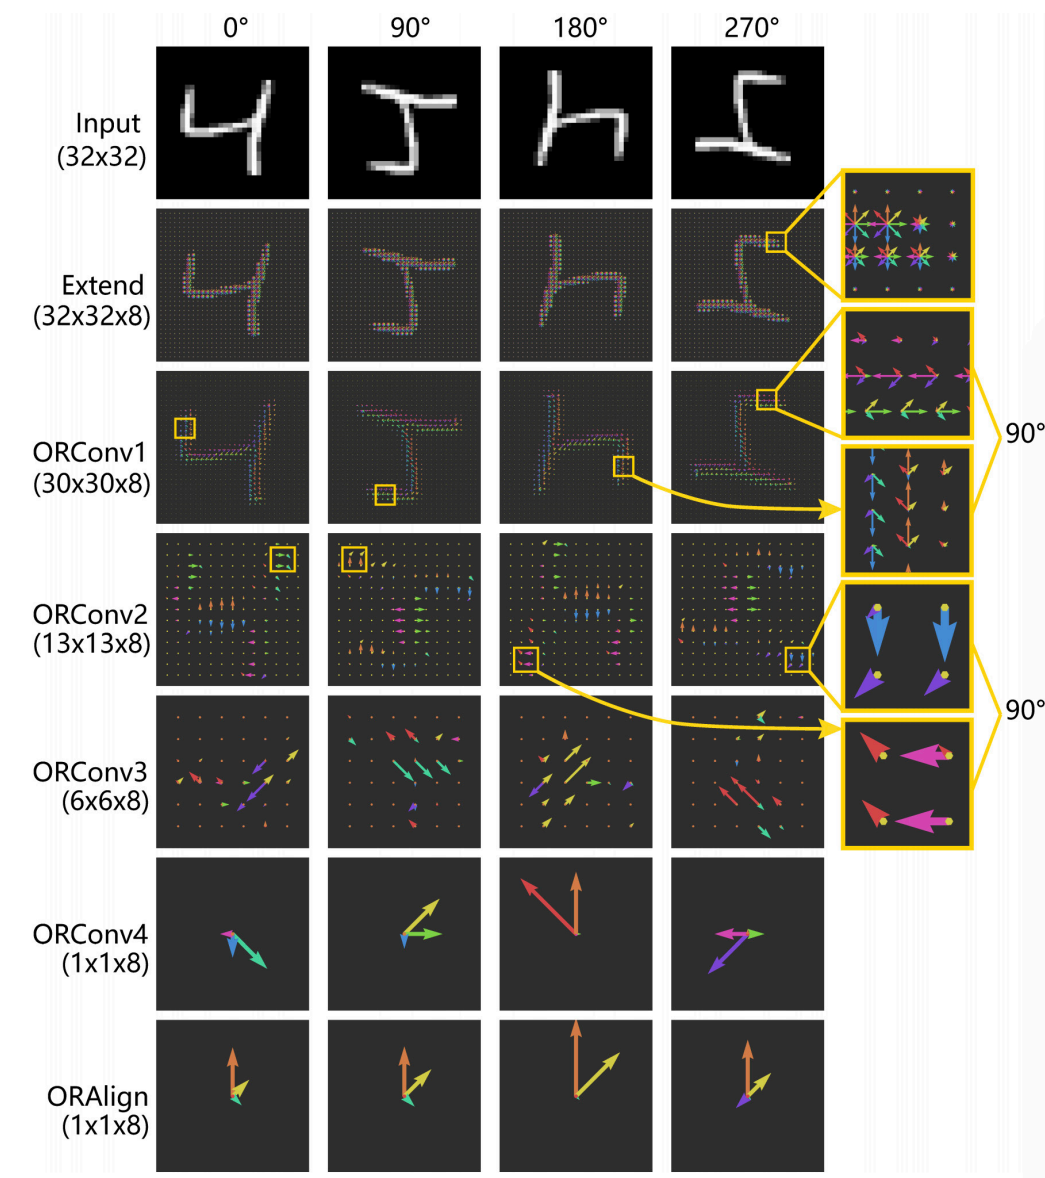 0° 90° 180° 270°
Input
(32x32)
Extend
(32x32x8)
ORConv1
(30x30x8)
90°
ORConv2
(13x13x8)
90°
ORConv3
(6x6x8)
ORConv4
(1x1x8)
ORAlign
(1x1x8)